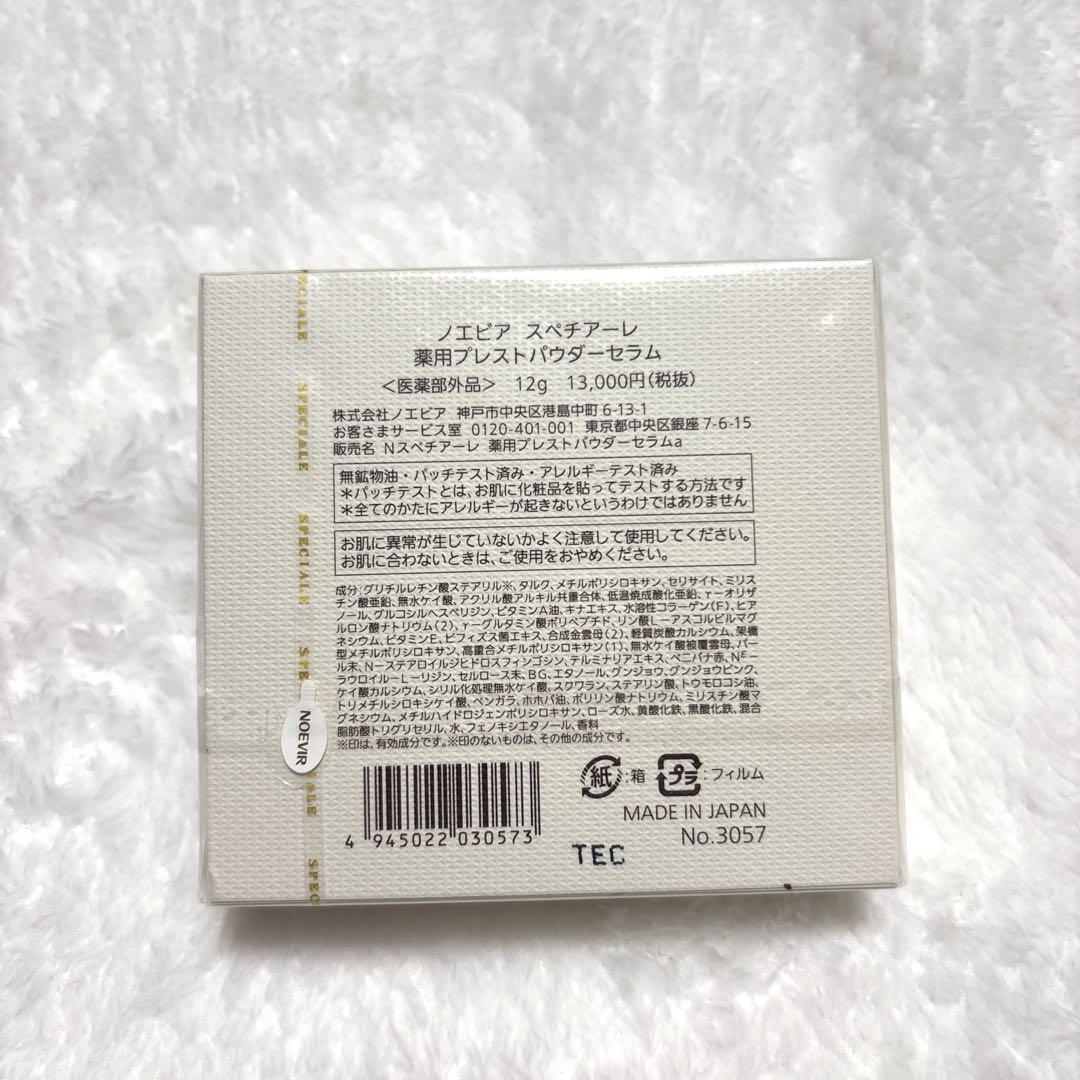 ノエビア スペチアーレ
薬用プレストパウダーセラム
＜医薬部外品＞ 12g 13,000円(税抜)
株式会社ノエビア 神戸市中央区港島中町6-13-1
お客さまサービス室 0120-401-001 東京都中央区銀座7-6-15
販売名 Nスペチアーレ 薬用プレストパウダーセラムa
無鉱物油・パッチテスト済み・アレルギーテスト済み
＊パッチテストとは、お肌に化粧品を貼ってテストする方法です
＊全てのかたにアレルギーが起きないというわけではありません
お肌に異常が生じていないかよく注意して使用してください。
お肌に合わないときは、ご使用をおやめください。
成分：グリチルレチン酸ステアリル※、タルク、メチルポリシロキサン、セリサイト、ミリス
チン酸亜鉛、無水ケイ酸、アクリル酸アルキル共重合体、低温焼成酸化亜鉛、γーオリザ
ノール、グルコシルヘスペリジン、ビタミンA油、キナエキス、水溶性コラーゲン(F)、ヒア
ルロン酸ナトリウム(2)、γーグルタミン酸ポリペプチド、リン酸Lーアスコルビルマグ
ネシウム、ビタミンE、ビフィズス菌エキス、合成金雲母(2)、軽質炭酸カルシウム、架橋
型メチルポリシロキサン、高重合メチルポリシロキサン(1)、無水ケイ酸被覆雲母、パー
ル末、Nーステアロイルジヒドロスフィンゴシン、テルミナリアエキス、ベニバナ赤、Nᴱー
ラウロイルーLーリジン、セルロース末、BG、エタノール、グンジョウ、グンジョウピンク、
ケイ酸カルシウム、シリル化処理無水ケイ酸、スクワラン、ステアリン酸、トウモロコシ油、
トリメチルシロキシケイ酸、ベンガラ、ホホバ油、ポリリン酸ナトリウム、ミリスチン酸マ
グネシウム、メチルハイドロジェンポリシロキサン、ローズ水、黄酸化鉄、黒酸化鉄、混合
脂肪酸トリグリセリル、水、フェノキシエタノール、香料
※印は、有効成分です。※印のないものは、その他の成分です。
4 945022 030573
紙：箱 プラ：フィルム
MADE IN JAPAN
No.3057
TEC
PECIALE
SPECIALE
SPECIALE
SPE
NOEVIR
IALE
SPEC